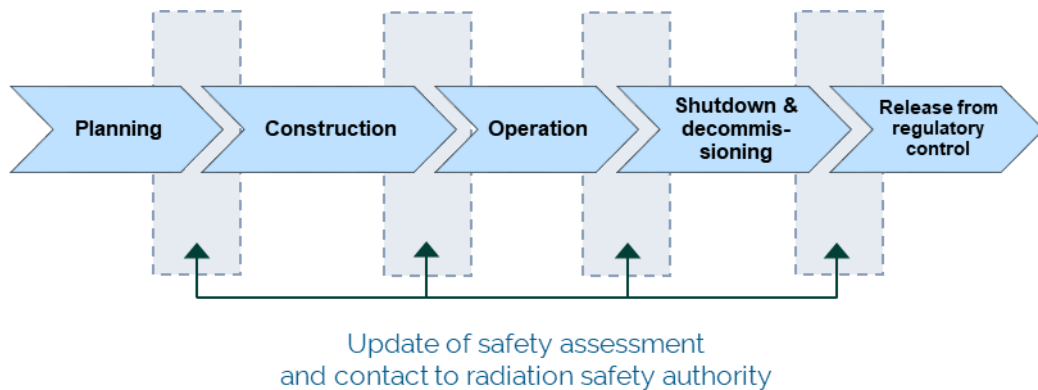 Planning
Construction
Operation
Shutdown &
decommis-
sioning
Release from
regulatory
control
Update of safety assessment
and contact to radiation safety authority